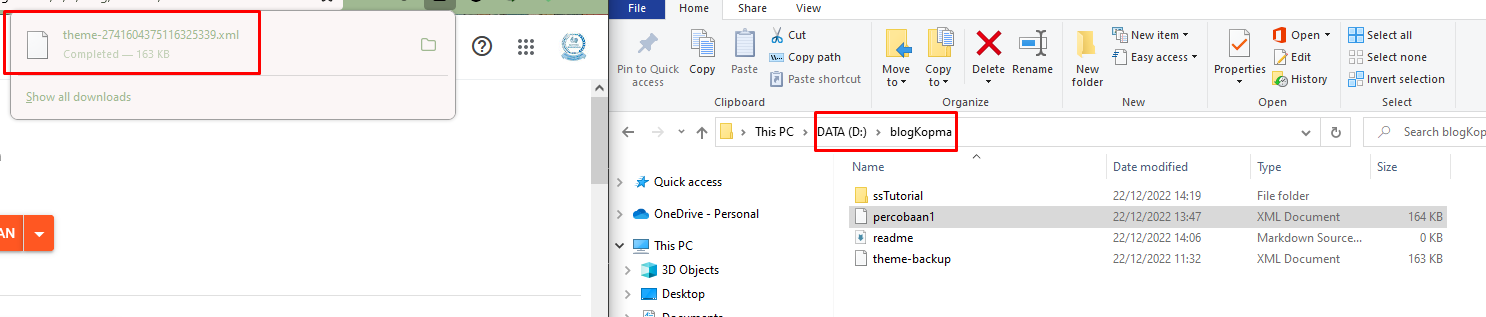 theme-2741604375116325339.xml
Completed — 163 KB
Show all downloads
AN
File
Home
Share
View
Pin to Quick access
Copy
Paste
Cut
Copy path
Paste shortcut
Clipboard
Move to
Copy to
Delete
Rename
Organize
New folder
New item
Easy access
New
Properties
Open
Edit
History
Open
Select all
Select none
Invert selection
Select
This PC
DATA (D:)
blogKopma
Search blogKop
Name
Date modified
Type
Size
Quick access
OneDrive - Personal
This PC
3D Objects
Desktop
Documents
ssTutorial 22/12/2022 14:19 File folder
percobaan1 22/12/2022 13:47 XML Document 164 KB
readme 22/12/2022 14:06 Markdown Source... 0 KB
theme-backup 22/12/2022 11:32 XML Document 163 KB